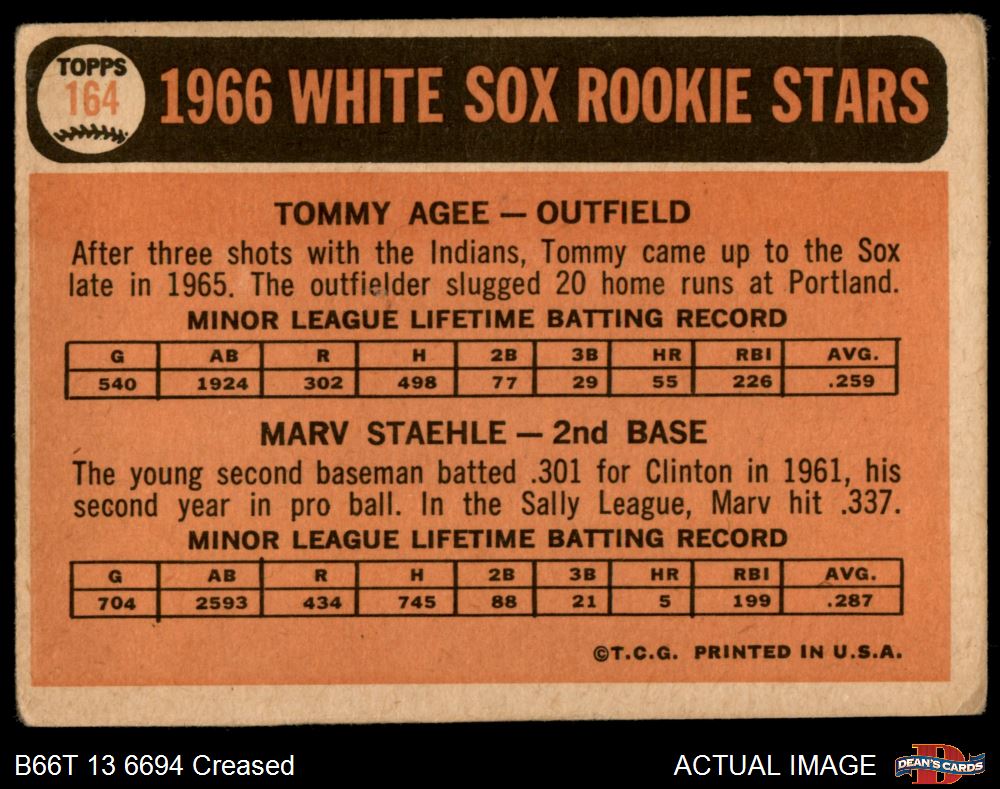 TOPPS
164
1966 WHITE SOX ROOKIE STARS
TOMMY AGEE — OUTFIELD
After three shots with the Indians, Tommy came up to the Sox
late in 1965. The outfielder slugged 20 home runs at Portland.
MINOR LEAGUE LIFETIME BATTING RECORD
G AB R H 2B 3B HR RBI AVG.
540 1924 302 498 77 29 55 226 .259
MARV STAEHLE — 2nd BASE
The young second baseman batted .301 for Clinton in 1961, his
second year in pro ball. In the Sally League, Marv hit .337.
MINOR LEAGUE LIFETIME BATTING RECORD
G AB R H 2B 3B HR RBI AVG.
704 2593 434 745 88 21 5 199 .287
©T.C.G. PRINTED IN U.S.A.
B66T 13 6694 Creased
ACTUAL IMAGE
D
DEAN'S CARDS